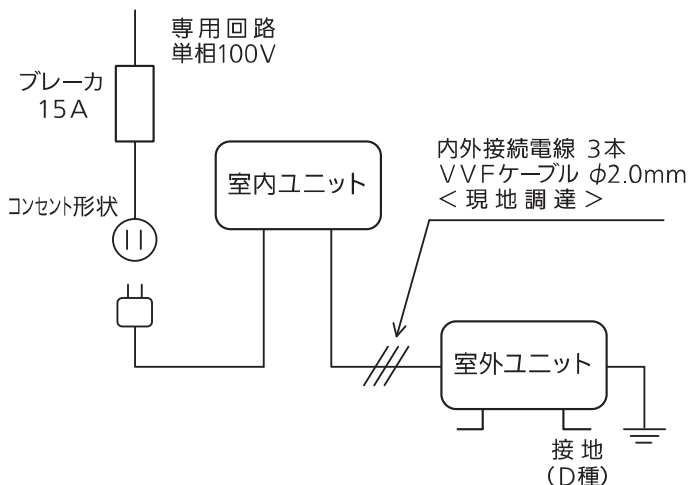 専用回路
単相100V
ブレーカ
15A
コンセント形状
室内ユニット
内外接続電線 3本
VVFケーブル φ2.0mm
<現地調達>
室外ユニット
接地
(D種)